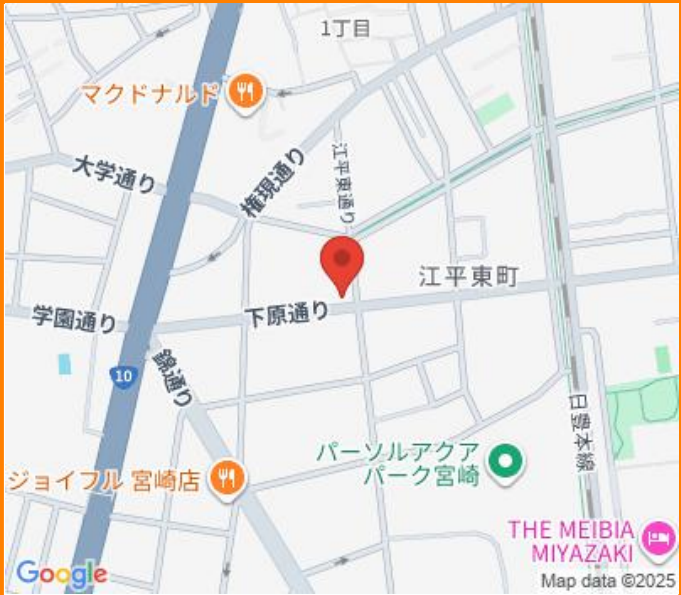 1丁目
マクドナルド
大学通り
権現通り
江平東通り
江平東町
学園通り
下原通り
10
錦通り
日豊本線
パーソルアクア
パーク宮崎
ジョイフル 宮崎店
THE MEIBIA
MIYAZAKI
Google
Map data ©2025